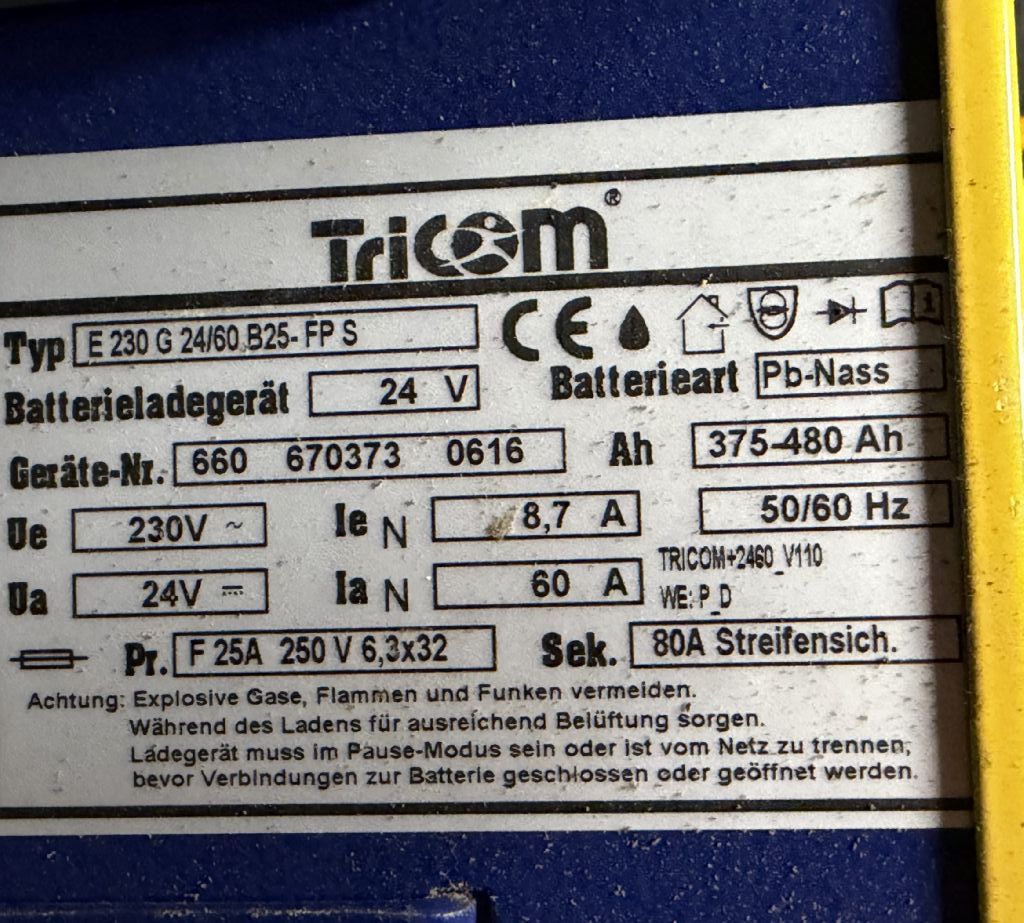 Tricom®
Typ E 230 G 24/60 B25- FP S CE
Batterieladegerät 24 V Batterieart Pb-Nass
Geräte-Nr. 660 670373 0616 Ah 375-480 Ah
Ue 230V ~ Ie N 8,7 A 50/60 Hz
TRICOM+2460_V110
Ua 24V ⎓ Ia N 60 A WE: P_D
Pr. F 25A 250 V 6,3x32 Sek. 80A Streifensich.
Achtung: Explosive Gase, Flammen und Funken vermeiden.
Während des Ladens für ausreichend Belüftung sorgen.
Ladegerät muss im Pause-Modus sein oder ist vom Netz zu trennen,
bevor Verbindungen zur Batterie geschlossen oder geöffnet werden.